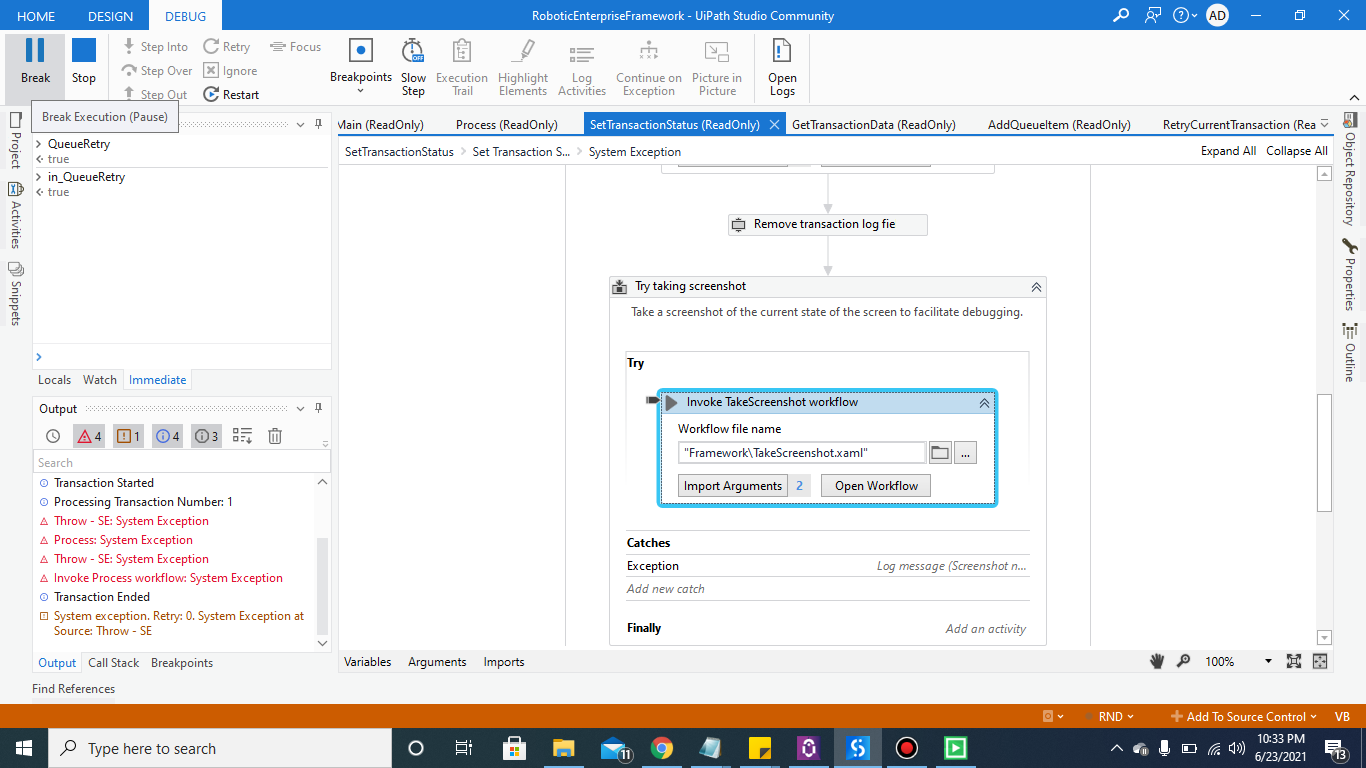 HOME DESIGN DEBUG RoboticEnterpriseFramework - UiPath Studio Community AD
Break Stop Step Into Step Over Step Out Retry Ignore Restart Focus Breakpoints Slow Step OFF Execution Trail Highlight Elements Log Activities Continue on Exception Picture in Picture Open Logs
Break Execution (Pause)
Project
Activities
Snippets
QueueRetry
true
in_QueueRetry
true
Locals Watch Immediate
Output
4 1 4 3
Search
Transaction Started
Processing Transaction Number: 1
Throw - SE: System Exception
Process: System Exception
Throw - SE: System Exception
Invoke Process workflow: System Exception
Transaction Ended
System exception. Retry: 0. System Exception at
Source: Throw - SE
Output Call Stack Breakpoints
Find References
Main (ReadOnly) Process (ReadOnly) SetTransactionStatus (ReadOnly) GetTransactionData (ReadOnly) AddQueueItem (ReadOnly) RetryCurrentTransaction (Rea
SetTransactionStatus Set Transaction S... System Exception Expand All Collapse All
Remove transaction log fie
Try taking screenshot
Take a screenshot of the current state of the screen to facilitate debugging.
Try
Invoke TakeScreenshot workflow
Workflow file name
"Framework\TakeScreenshot.xaml" ...
Import Arguments 2 Open Workflow
Catches
Exception Log message (Screenshot n...
Add new catch
Finally Add an activity
Variables Arguments Imports 100%
Object Repository
Properties
Outline
RND Add To Source Control VB
Type here to search 11 10:33 PM
6/23/2021 13